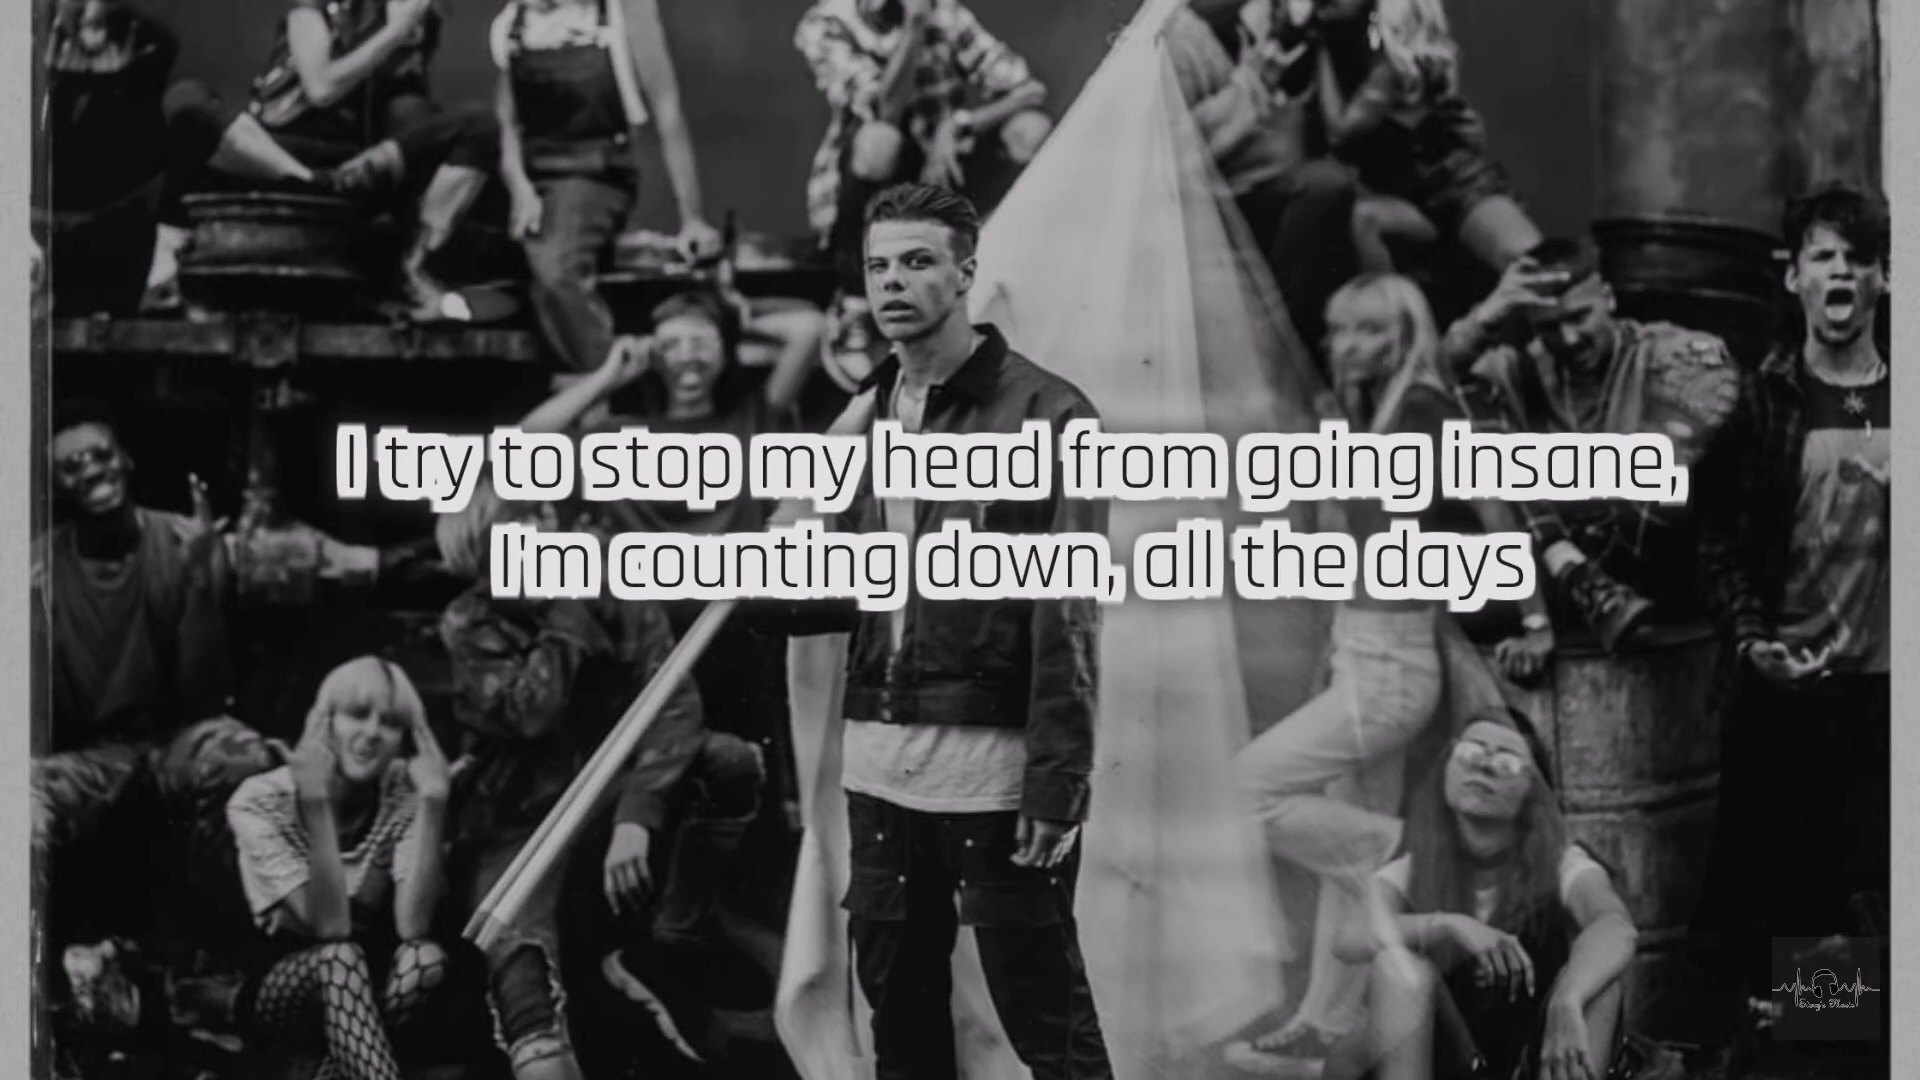 I try to stop my head from going insane,
I'm counting down, all the days